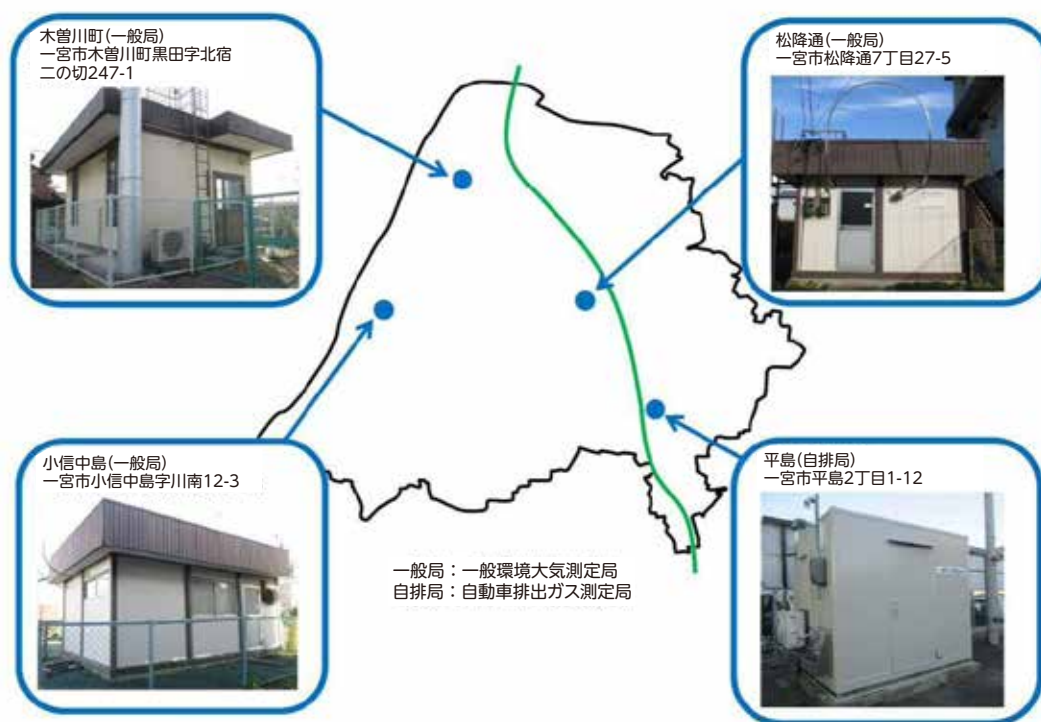 木曽川町(一般局)
一宮市木曽川町黒田字北宿
二の切247-1
松降通(一般局)
一宮市松降通7丁目27-5
小信中島(一般局)
一宮市小信中島字川南12-3
平島(自排局)
一宮市平島2丁目1-12
一般局：一般環境大気測定局
自排局：自動車排出ガス測定局